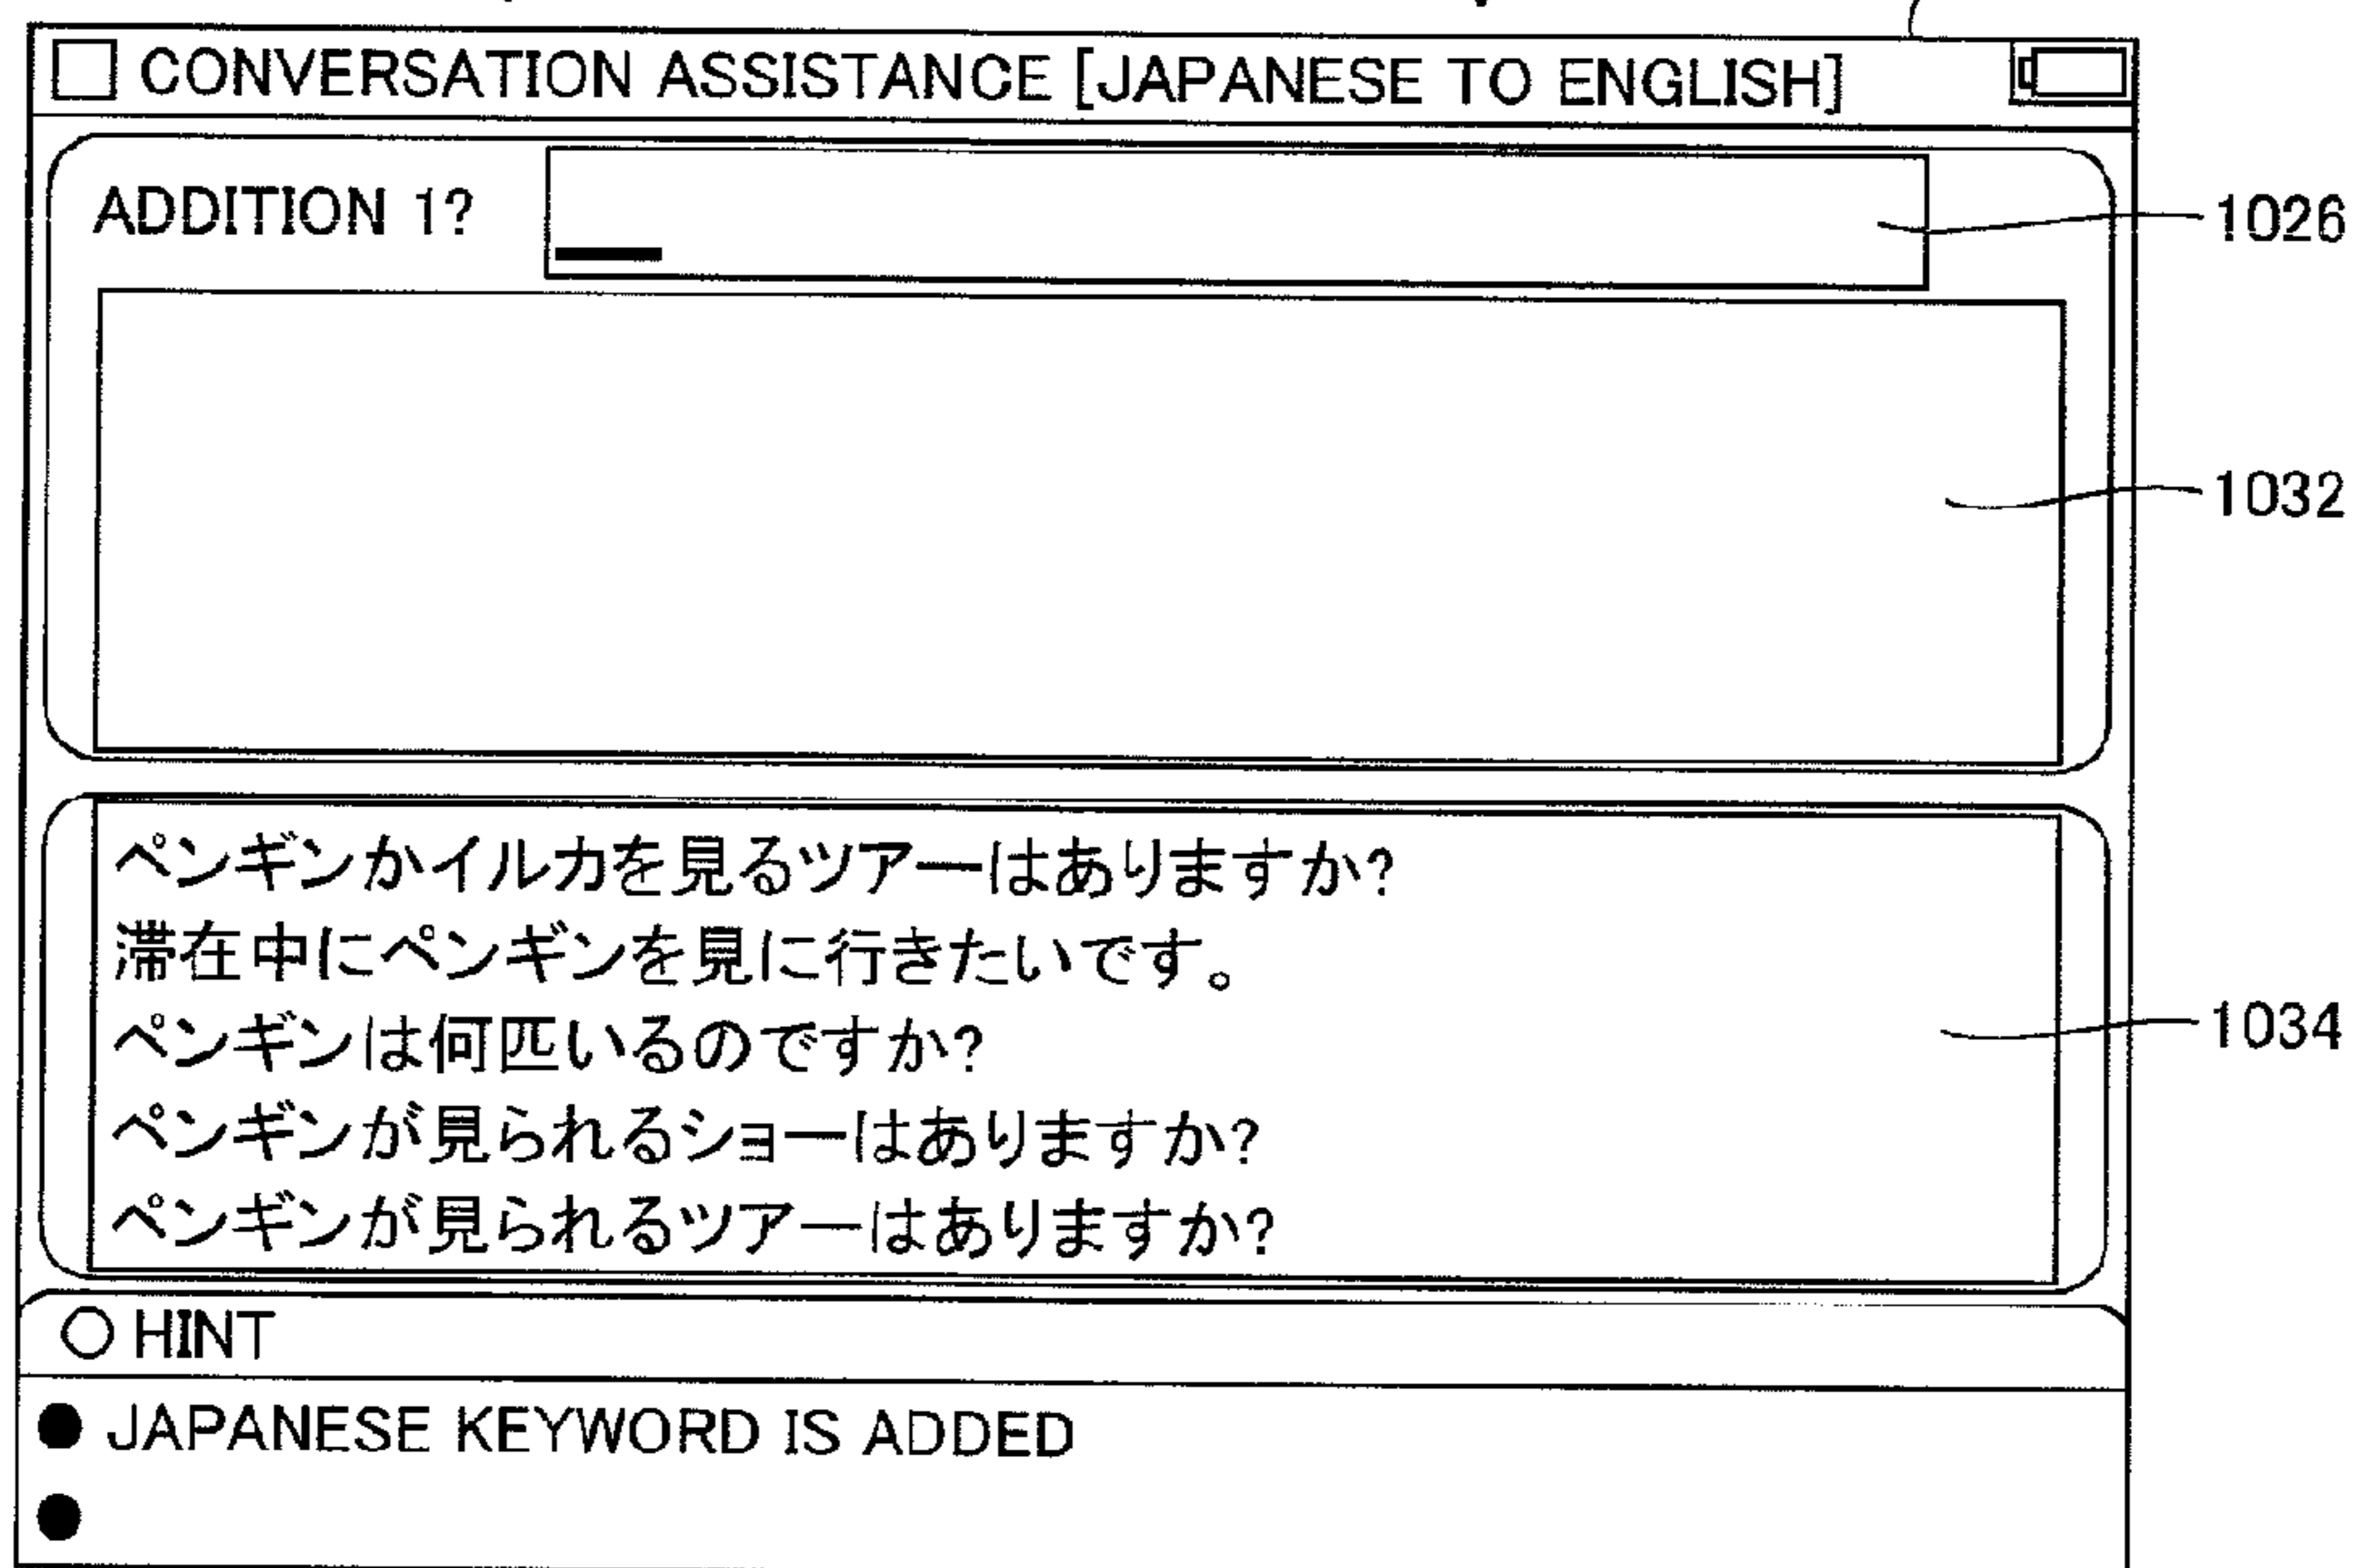 CONVERSATION ASSISTANCE [JAPANESE TO ENGLISH]
ADDITION 1?
1026
1032
ペンギンかイルカを見るツアーはありますか?
滞在中にペンギンを見に行きたいです。
ペンギンは何匹いるのですか?
1034
ペンギンが見られるショーはありますか?
ペンギンが見られるツアーはありますか?
HINT
JAPANESE KEYWORD IS ADDED